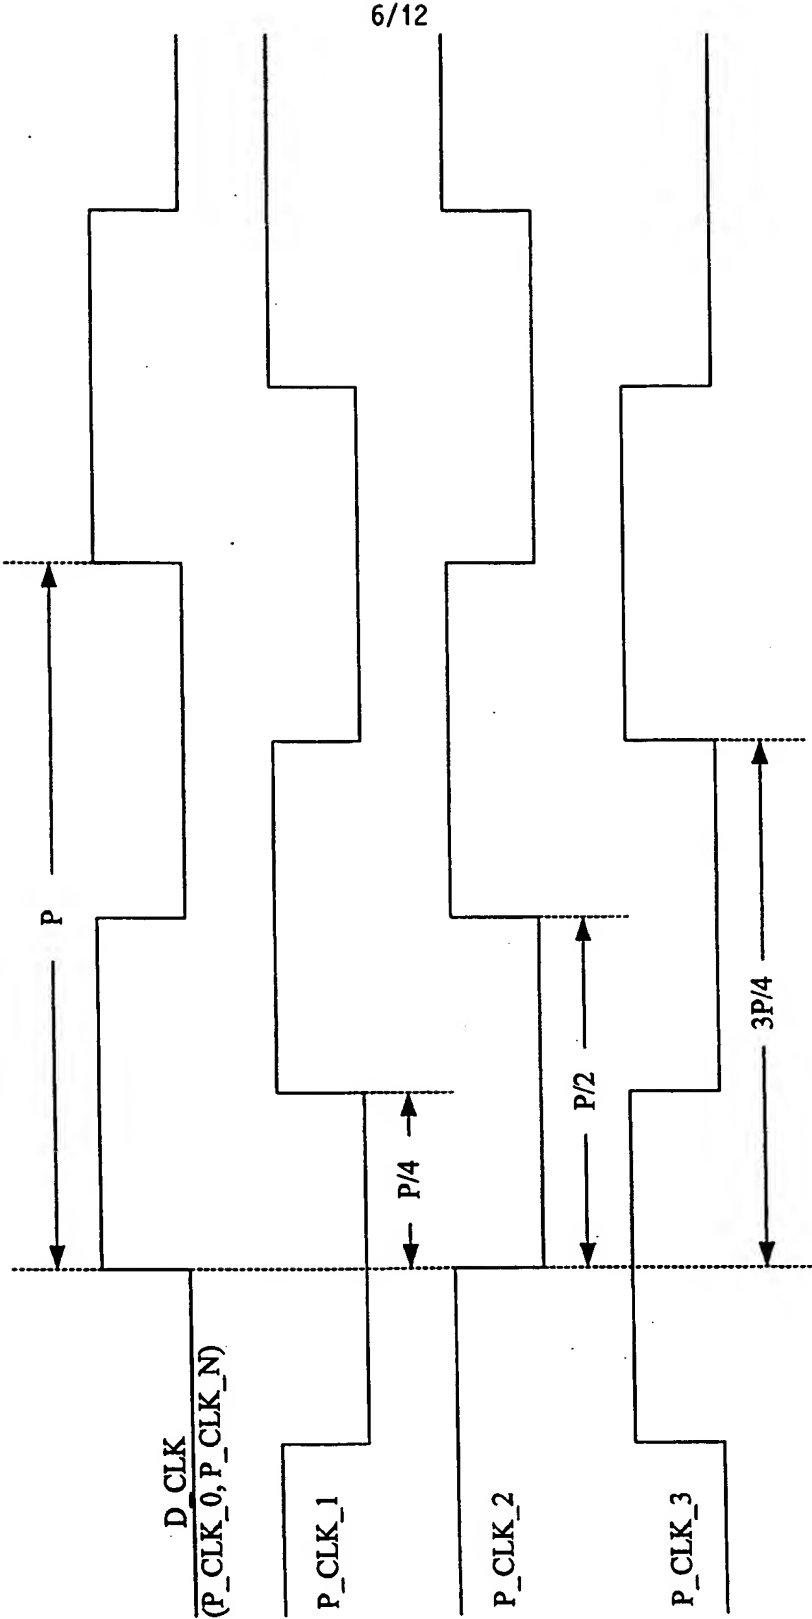 6/12
P
D_CLK
(P_CLK_0, P_CLK_N)
P_CLK_1
P/4
P_CLK_2
P/2
P_CLK_3
3P/4